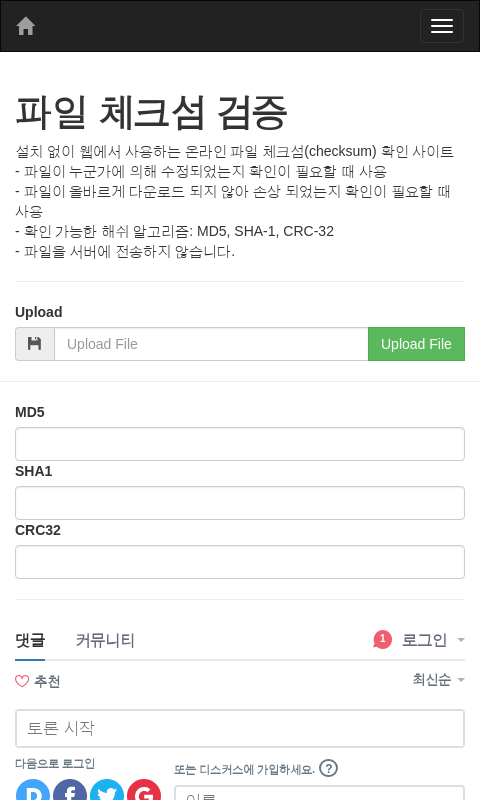 파일 체크섬 검증
설치 없이 웹에서 사용하는 온라인 파일 체크섬(checksum) 확인 사이트
- 파일이 누군가에 의해 수정되었는지 확인이 필요할 때 사용
- 파일이 올바르게 다운로드 되지 않아 손상 되었는지 확인이 필요할 때
사용
- 확인 가능한 해쉬 알고리즘: MD5, SHA-1, CRC-32
- 파일을 서버에 전송하지 않습니다.
Upload
Upload File Upload File
MD5
SHA1
CRC32
댓글 커뮤니티 1 로그인
추천 최신순
토론 시작
다음으로 로그인 또는 디스커스에 가입하세요. ?
D f G
이름